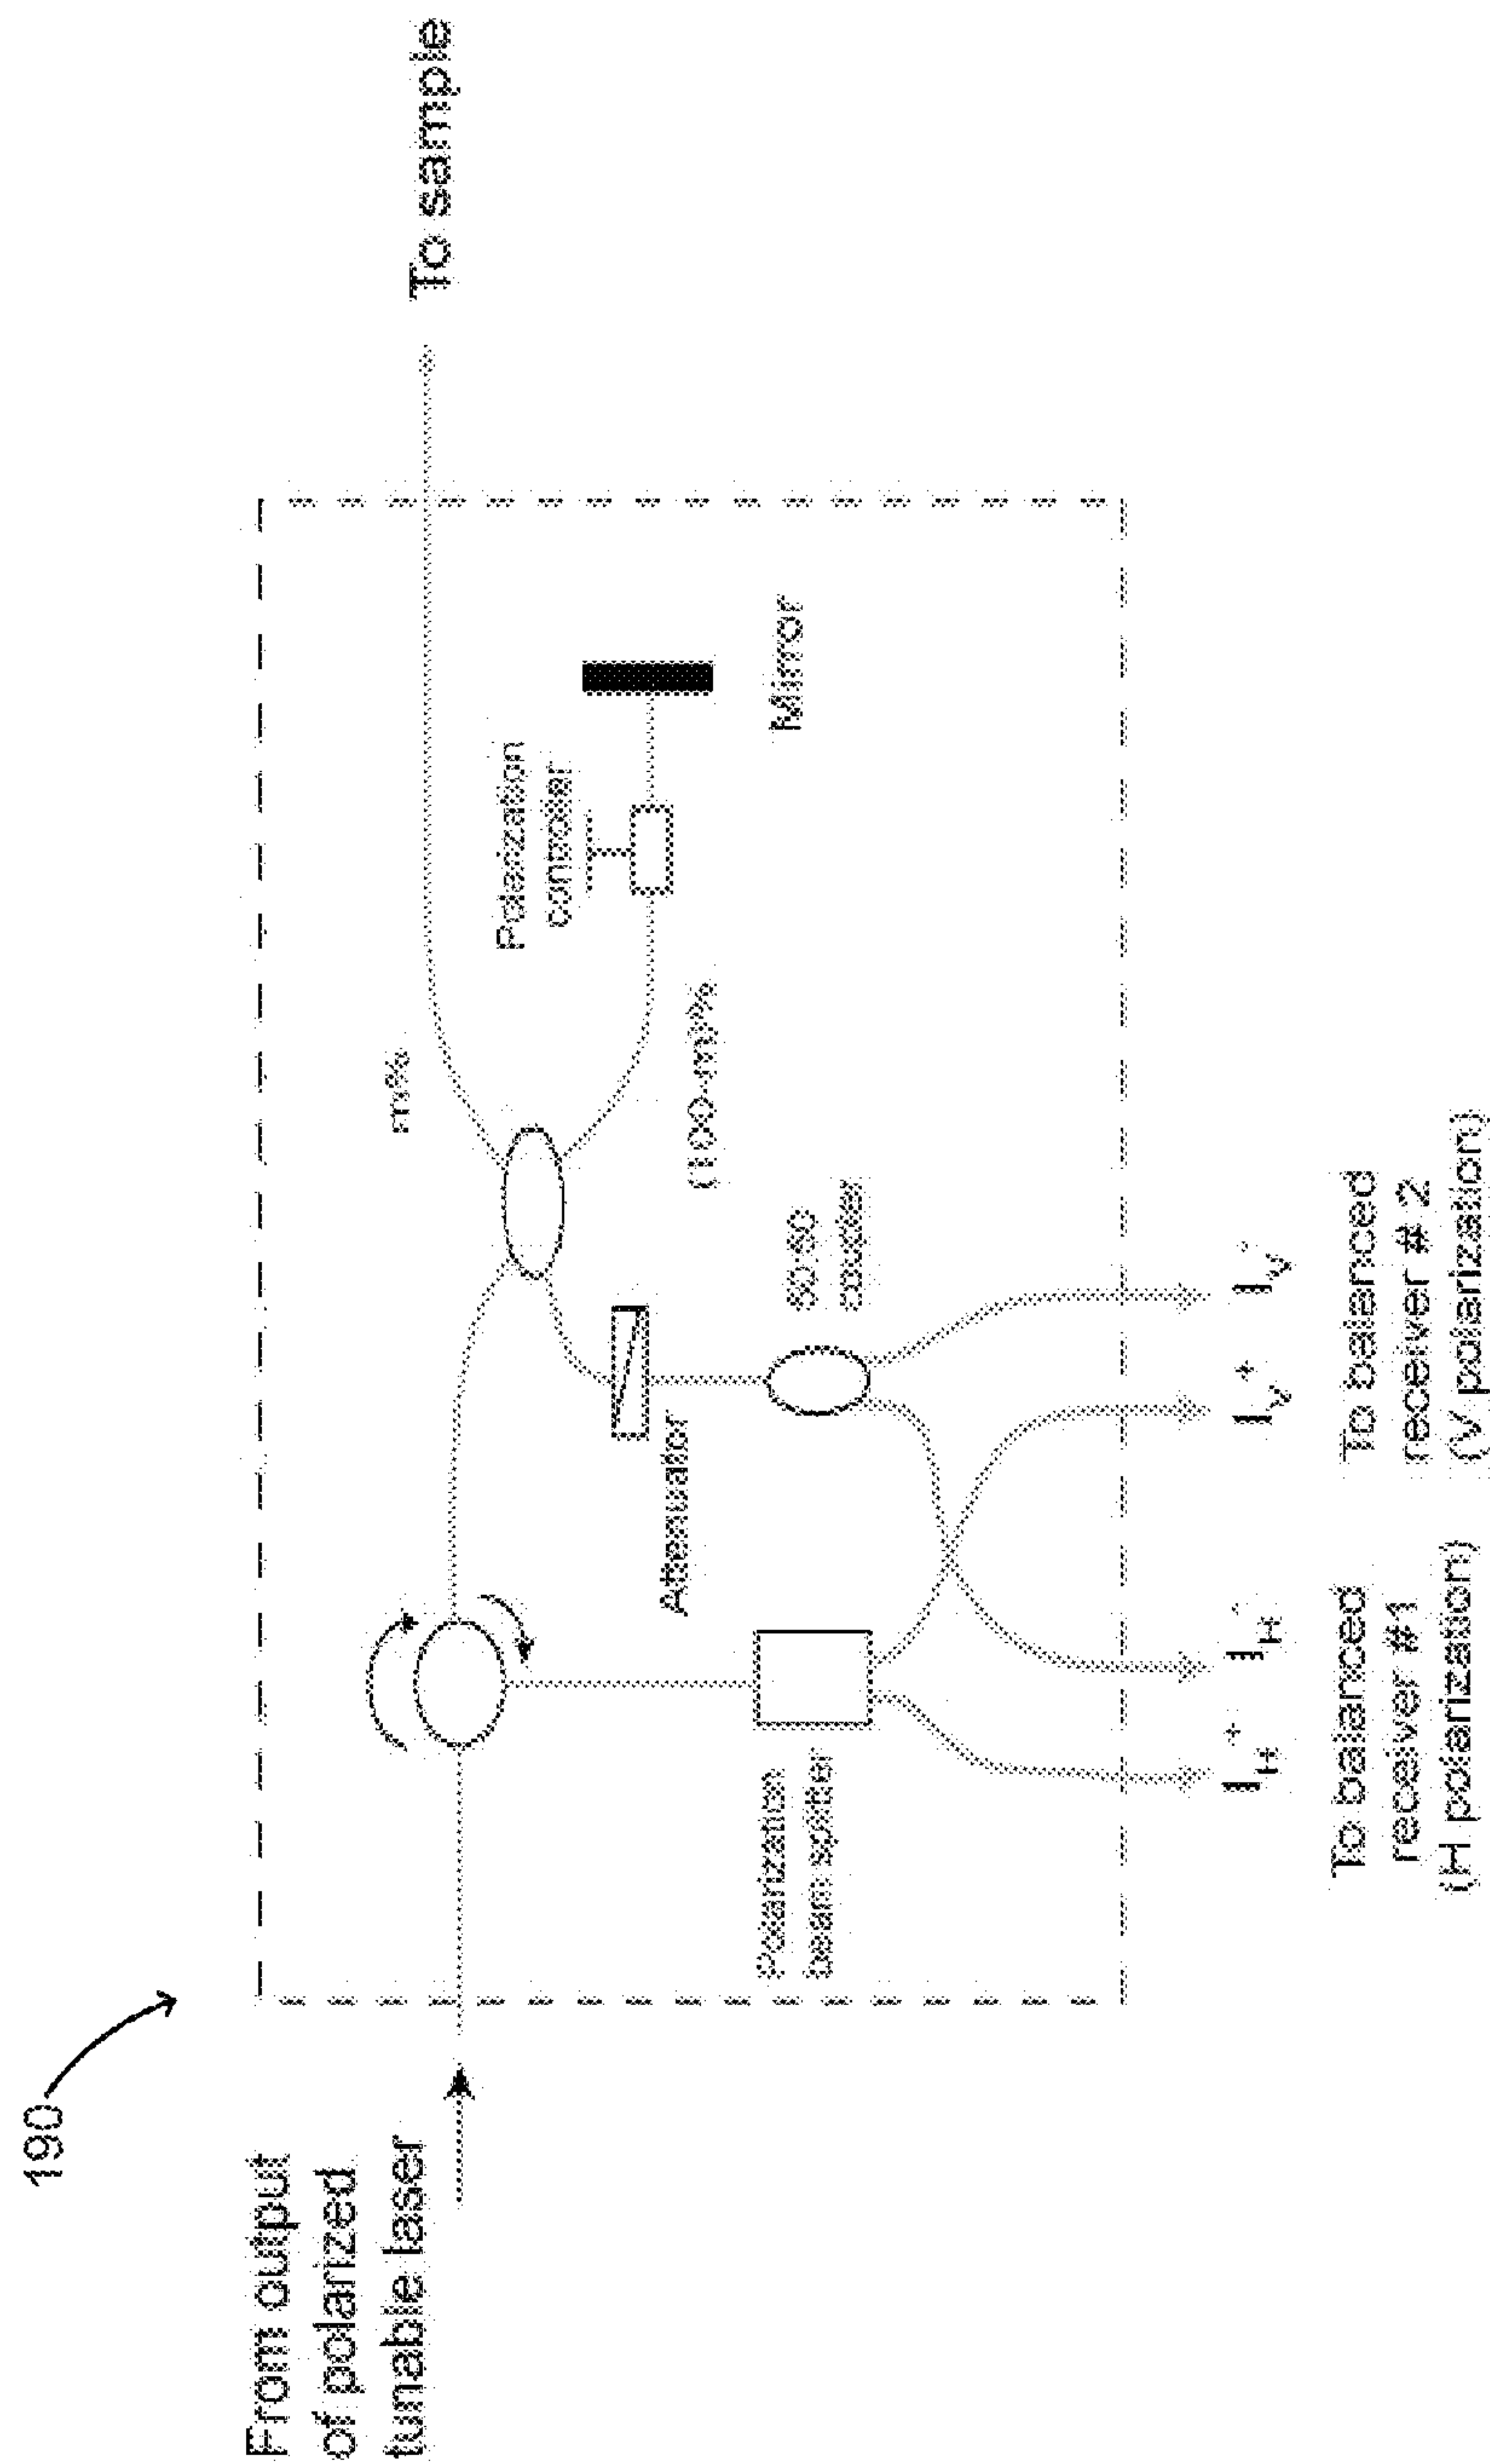 190
From output
of polarized
tunable laser
To sample
m%
Polarization
controller
(100-m)%
Mirror
Attenuator
50:50
coupler
Polarization
beam splitter
I_H^+
I_H^-
I_V^+
I_V^-
To balanced
receiver #1
(H polarization)
To balanced
receiver # 2
(V polarization)